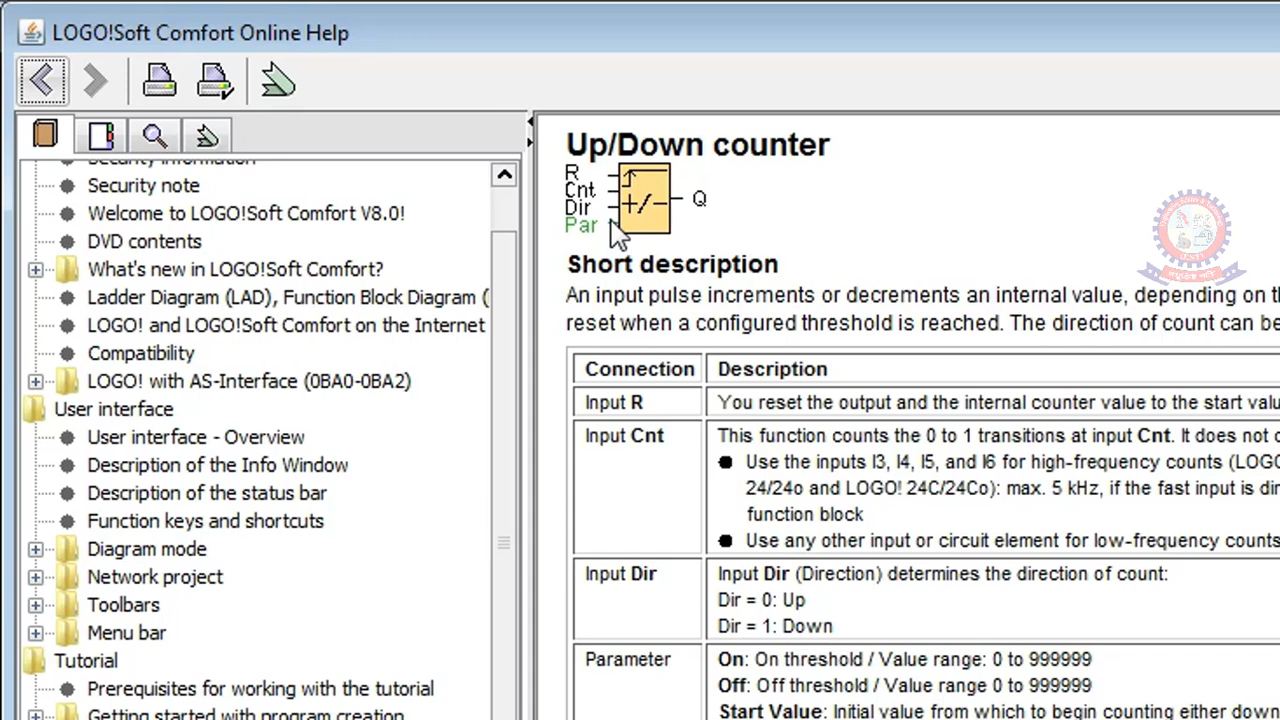 LOGO!Soft Comfort Online Help
Security information
Security note
Welcome to LOGO!Soft Comfort V8.0!
DVD contents
What's new in LOGO!Soft Comfort?
Ladder Diagram (LAD), Function Block Diagram (
LOGO! and LOGO!Soft Comfort on the Internet
Compatibility
LOGO! with AS-Interface (0BA0-0BA2)
User interface
User interface - Overview
Description of the Info Window
Description of the status bar
Function keys and shortcuts
Diagram mode
Network project
Toolbars
Menu bar
Tutorial
Prerequisites for working with the tutorial
Getting started with program creation
Up/Down counter
R
Cnt
Dir
Par
+/-
Q
Short description
An input pulse increments or decrements an internal value, depending on
reset when a configured threshold is reached. The direction of count can be
Connection Description
Input R You reset the output and the internal counter value to the start
Input Cnt This function counts the 0 to 1 transitions at input Cnt. It does not
● Use the inputs I3, I4, I5, and I6 for high-frequency counts
24/24o and LOGO! 24C/24Co): max. 5 kHz, if the fast input is
function block
● Use any other input or circuit element for low-frequency counts
Input Dir Input Dir (Direction) determines the direction of count:
Dir = 0: Up
Dir = 1: Down
Parameter On: On threshold / Value range: 0 to 999999
Off: Off threshold / Value range 0 to 999999
Start Value: Initial value from which to begin counting either down